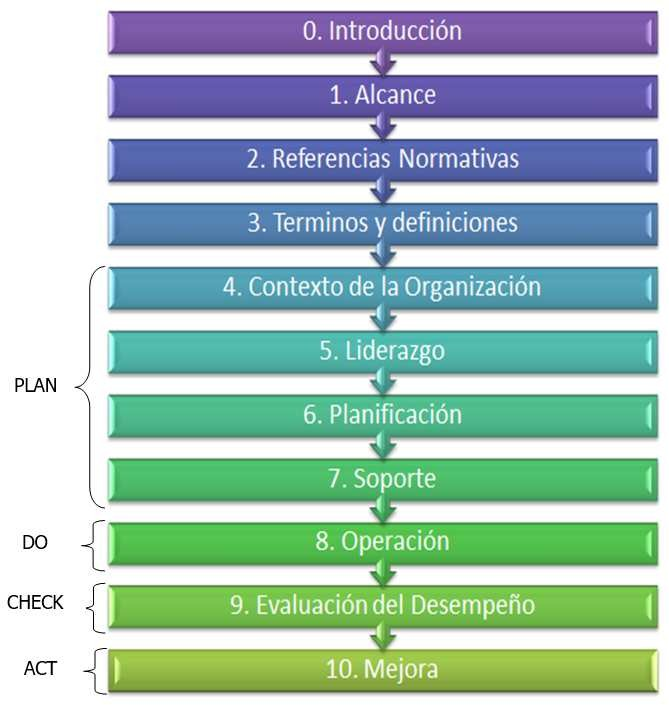 0. Introducción
1. Alcance
2. Referencias Normativas
3. Terminos y definiciones
4. Contexto de la Organización
5. Liderazgo
PLAN
6. Planificación
7. Soporte
DO
8. Operación
CHECK
9. Evaluación del Desempeño
ACT
10. Mejora